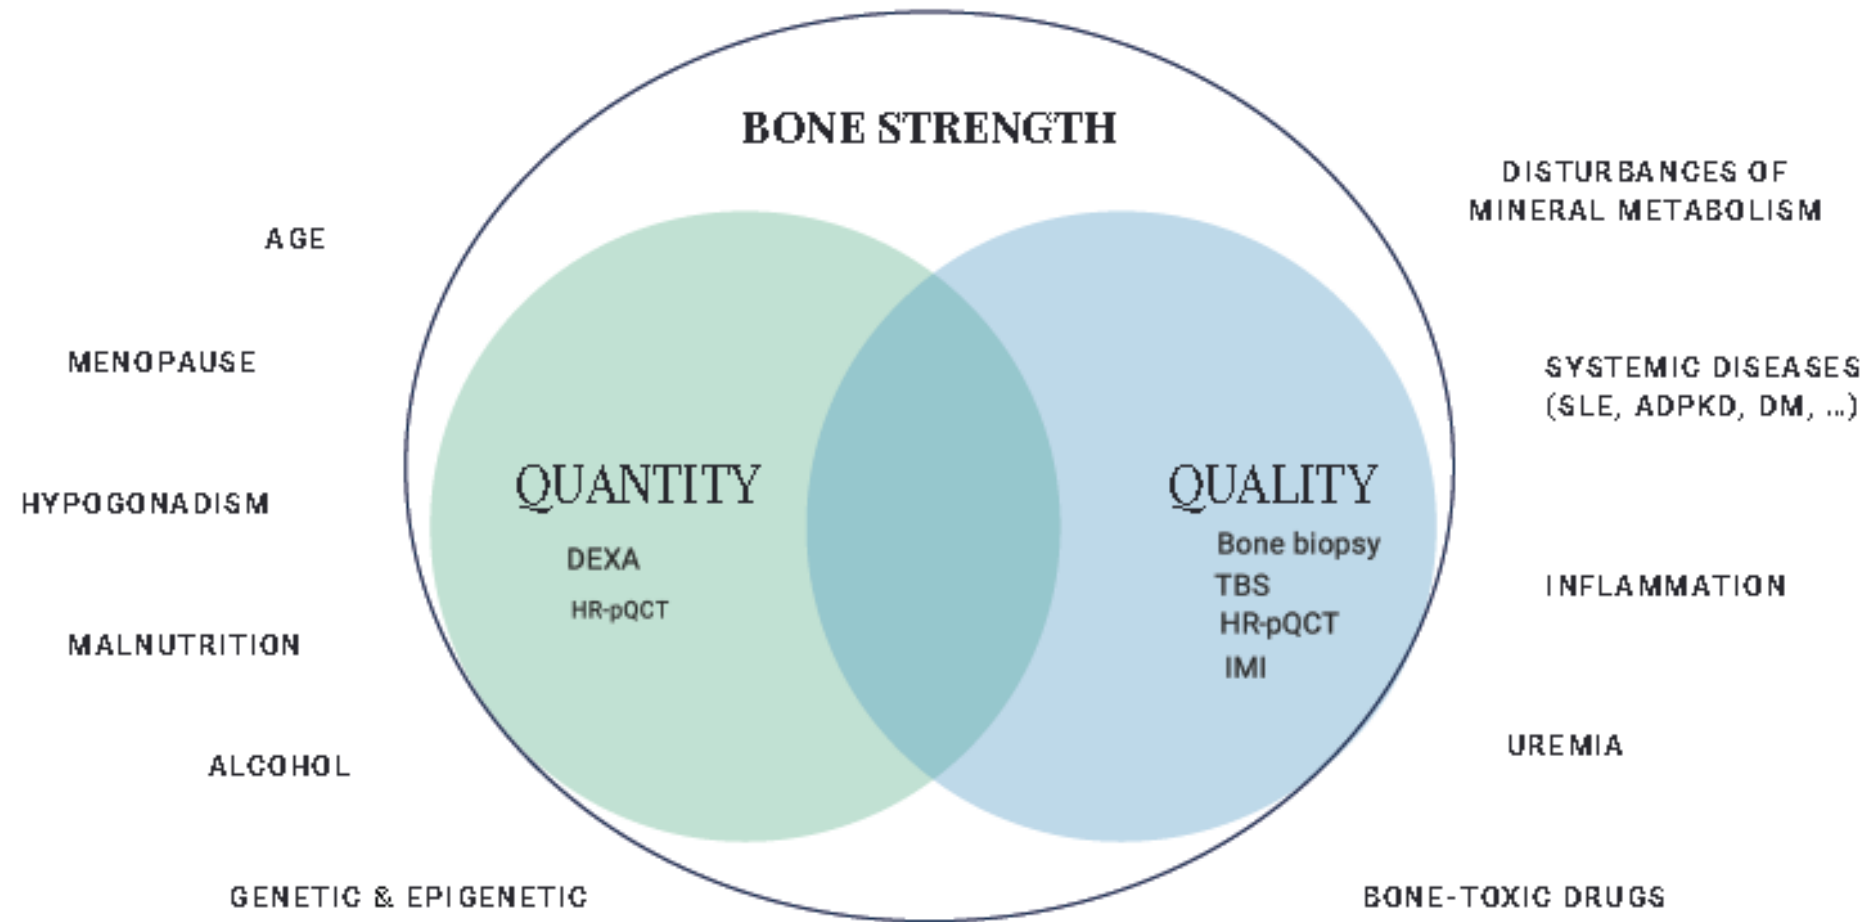 BONE STRENGTH
AGE
MENOPAUSE
HYPOGONADISM
MALNUTRITION
ALCOHOL
GENETIC & EPIGENETIC
QUANTITY
DEXA
HR-pQCT
QUALITY
Bone biopsy
TBS
HR-pQCT
IMI
DISTURBANCES OF
MINERAL METABOLISM
SYSTEMIC DISEASES
(SLE, ADPKD, DM, ...)
INFLAMMATION
UREMIA
BONE-TOXIC DRUGS